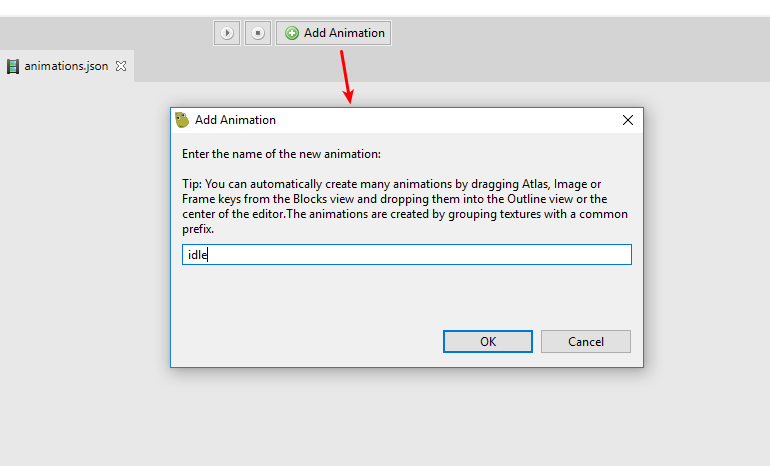 Add Animation
animations.json
Add Animation
Enter the name of the new animation:
Tip: You can automatically create many animations by dragging Atlas, Image or
Frame keys from the Blocks view and dropping them into the Outline view or the
center of the editor.The animations are created by grouping textures with a common
prefix.
idle
OK Cancel